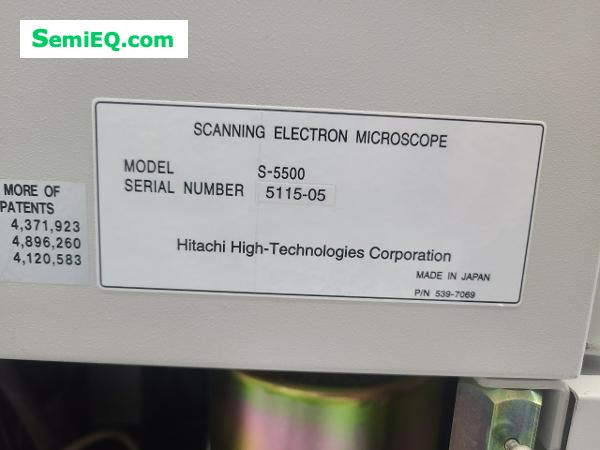 SemiEQ.com
SCANNING ELECTRON MICROSCOPE
MODEL S-5500
SERIAL NUMBER 5115-05
Hitachi High-Technologies Corporation
MADE IN JAPAN
P/N 539-7069
MORE OF
PATENTS
4,371,923
4,896,260
4,120,583